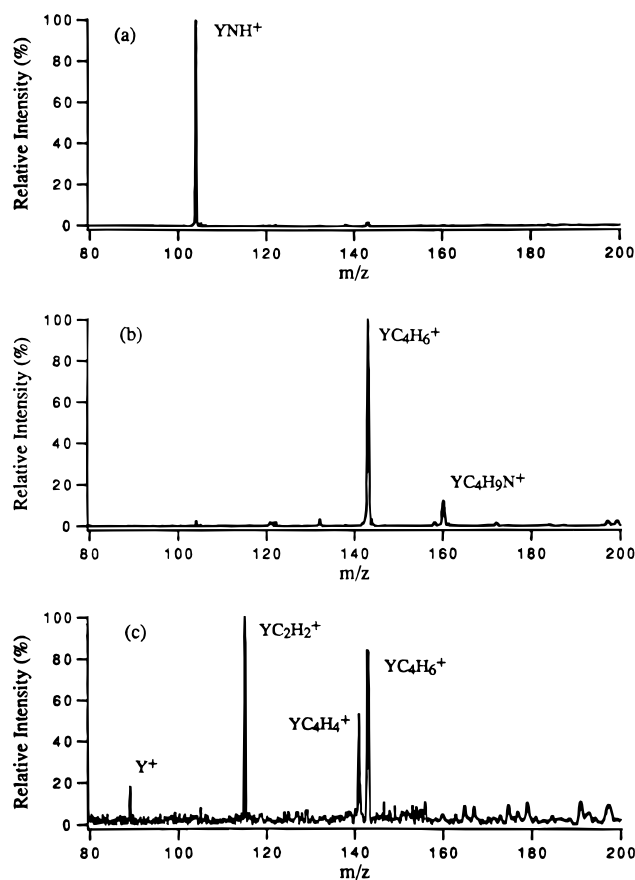 (a)
YNH+
Relative Intensity (%)
100
80
60
40
20
0
80 100 120 140 160 180 200
m/z
(b)
YC4H6+
YC4H9N+
Relative Intensity (%)
100
80
60
40
20
0
80 100 120 140 160 180 200
m/z
(c)
YC2H2+
YC4H6+
YC4H4+
Y+
Relative Intensity (%)
100
80
60
40
20
0
80 100 120 140 160 180 200
m/z